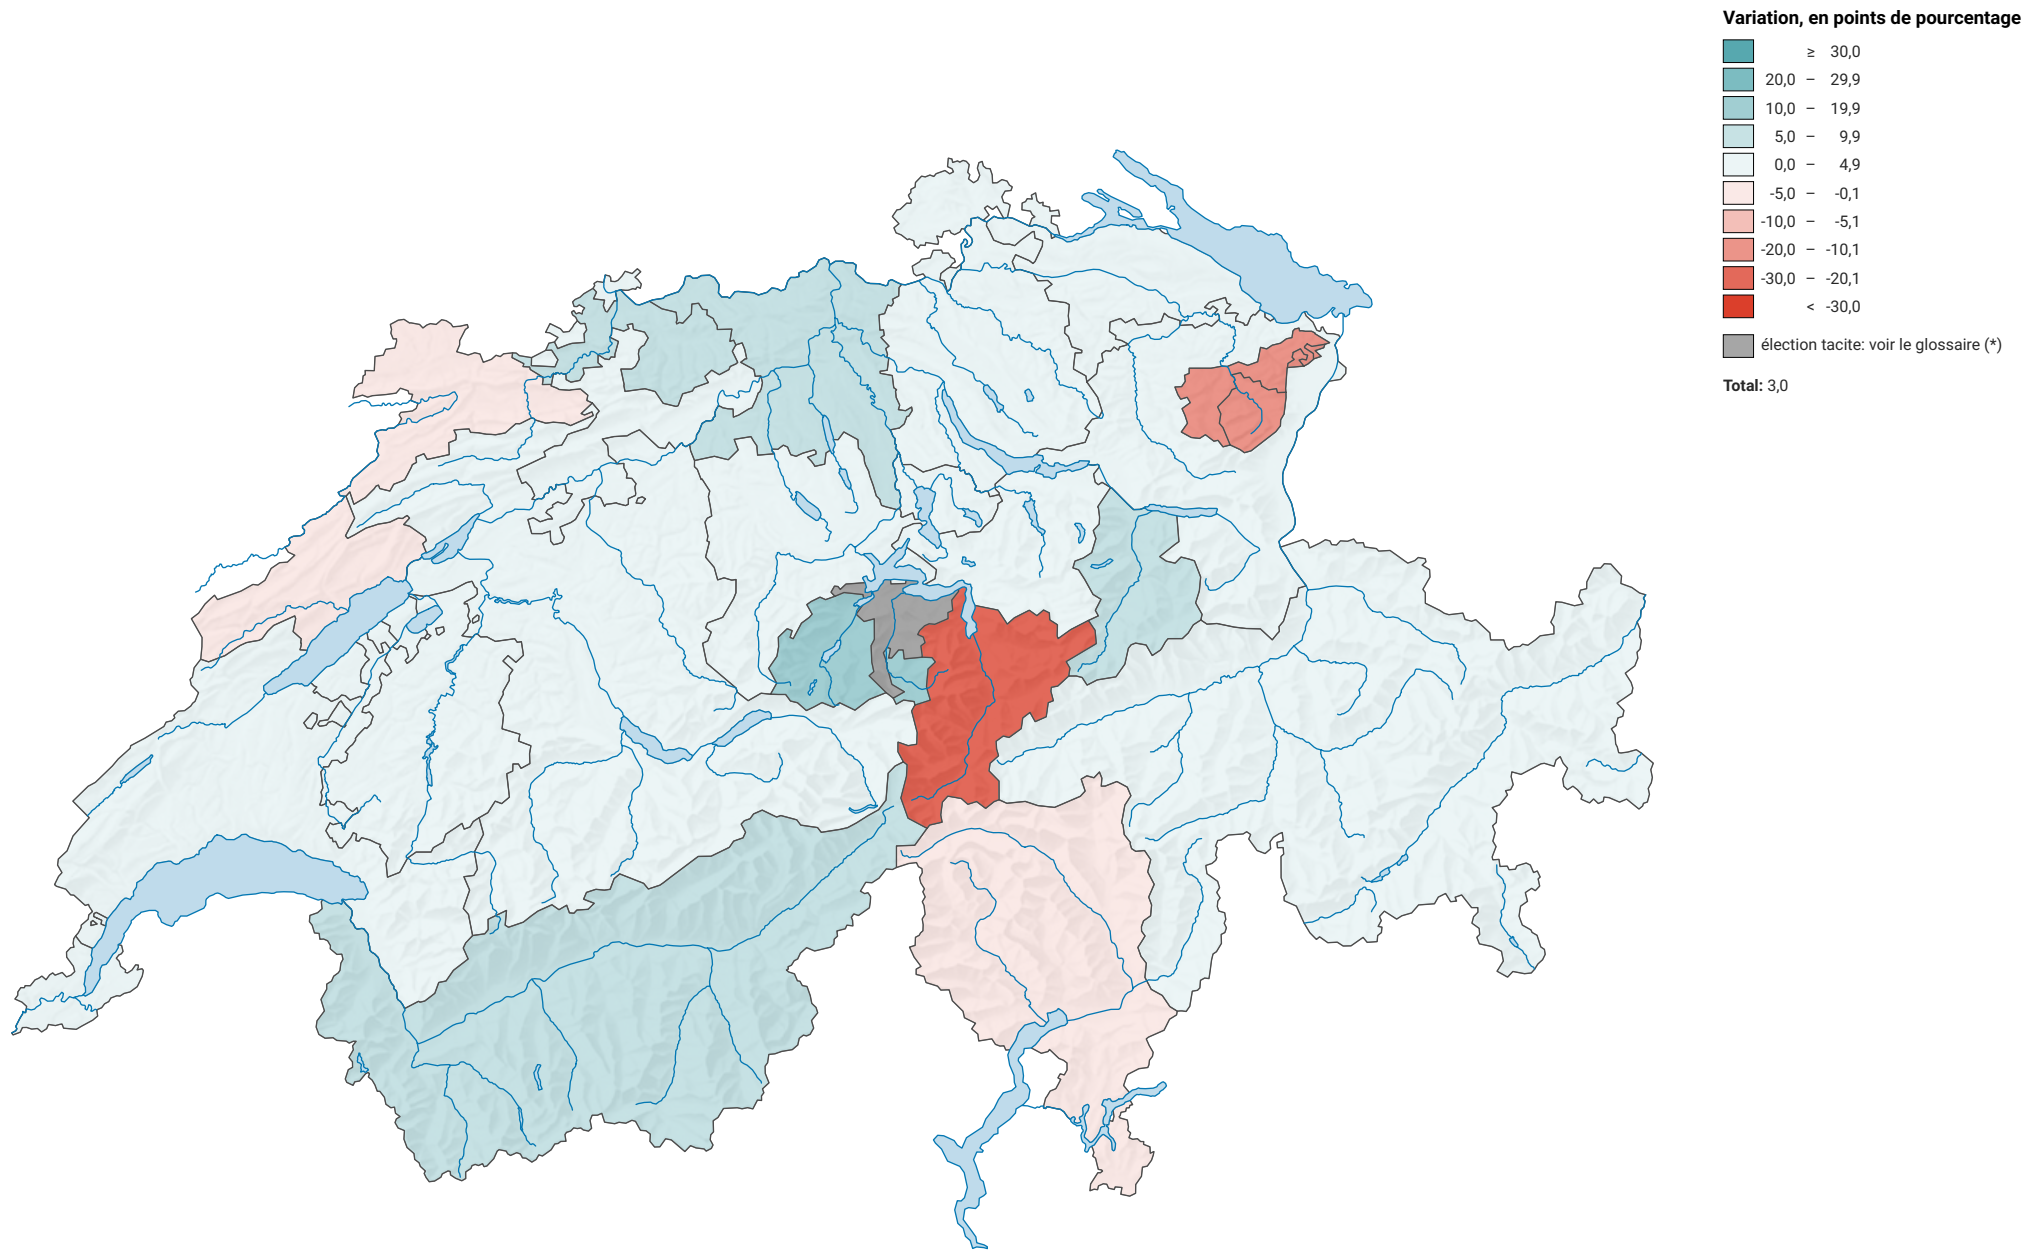 Variation, en points de pourcentage
≥ 30,0
20,0 – 29,9
10,0 – 19,9
5,0 – 9,9
0,0 – 4,9
-5,0 – -0,1
-10,0 – -5,1
-20,0 – -10,1
-30,0 – -20,1
< -30,0
élection tacite: voir le glossaire (*)
Total: 3,0